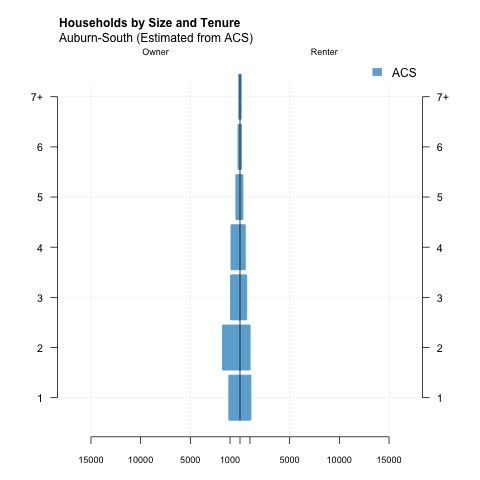 Households by Size and Tenure
Auburn-South (Estimated from ACS)
Owner Renter
ACS
7+ 7+
6 6
5 5
4 4
3 3
2 2
1 1
15000 10000 5000 1000 5000 10000 15000